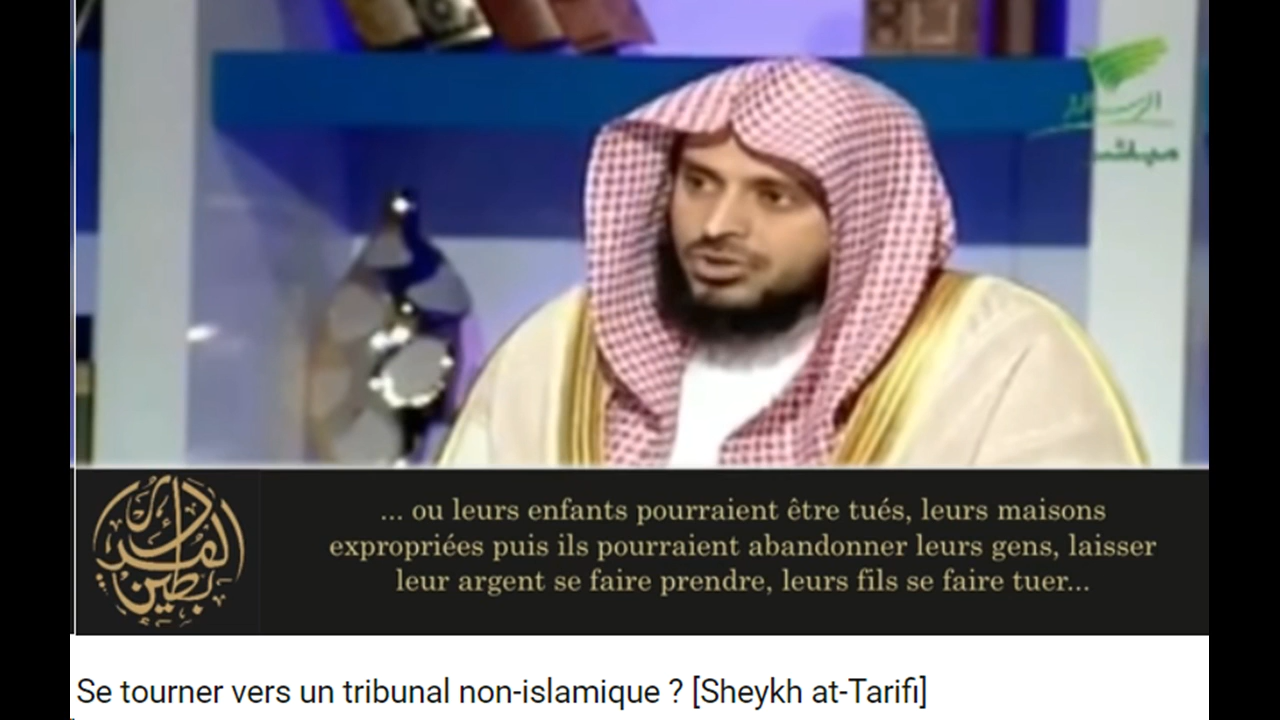 مباشر
... ou leurs enfants pourraient être tués, leurs maisons
expropriées puis ils pourraient abandonner leurs gens, laisser
leur argent se faire prendre, leurs fils se faire tuer...
Se tourner vers un tribunal non-islamique ? [Sheykh at-Tarifi]